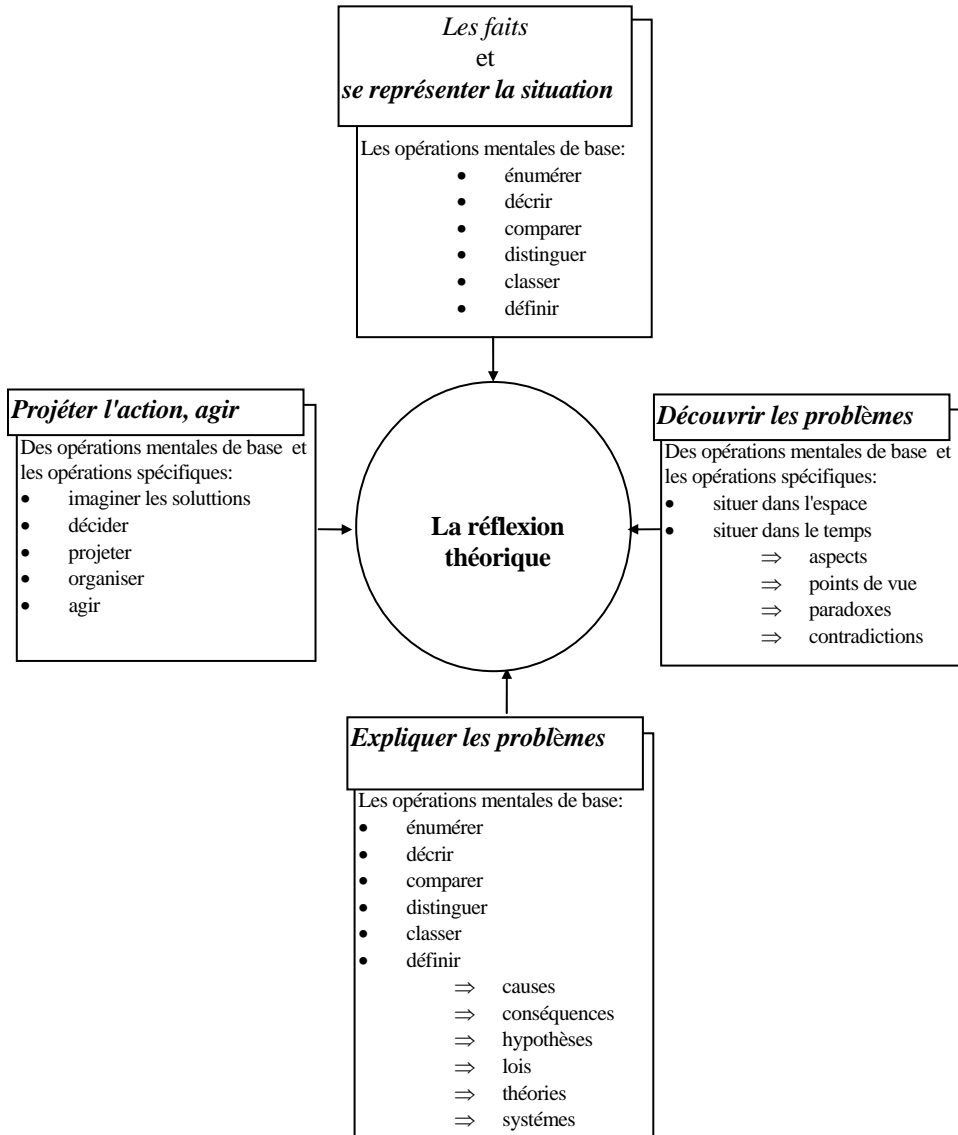 Les faits
et
se représenter la situation
Les opérations mentales de base:
• énumérer
• décrir
• comparer
• distinguer
• classer
• définir
Projéter l'action, agir
Des opérations mentales de base et
les opérations spécifiques:
• imaginer les soluttions
• décider
• projeter
• organiser
• agir
La réflexion
théorique
Découvrir les problèmes
Des opérations mentales de base et
les opérations spécifiques:
• situer dans l'espace
• situer dans le temps
⇒ aspects
⇒ points de vue
⇒ paradoxes
⇒ contradictions
Expliquer les problèmes
Les opérations mentales de base:
• énumérer
• décrir
• comparer
• distinguer
• classer
• définir
⇒ causes
⇒ conséquences
⇒ hypothèses
⇒ lois
⇒ théories
⇒ systémes